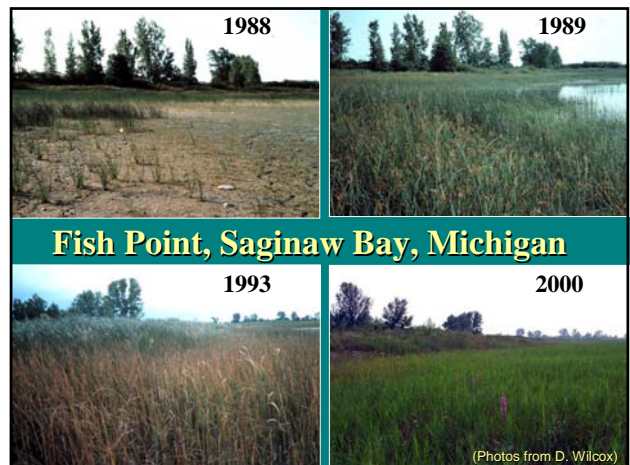 1988
1989
Fish Point, Saginaw Bay, Michigan
1993
2000
(Photos from D. Wilcox)